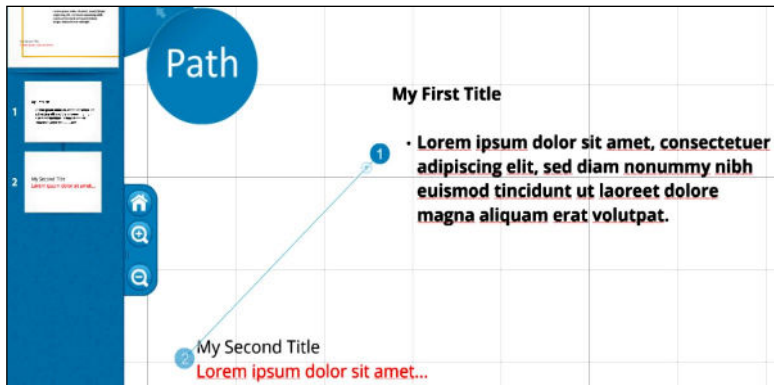 Path
My First Title
1
• Lorem ipsum dolor sit amet, consectetuer
adipiscing elit, sed diam nonummy nibh
euismod tincidunt ut laoreet dolore
magna aliquam erat volutpat.
2
My Second Title
Lorem ipsum dolor sit amet...
1
2
My Second Title
Lorem ipsum dolor sit amet...